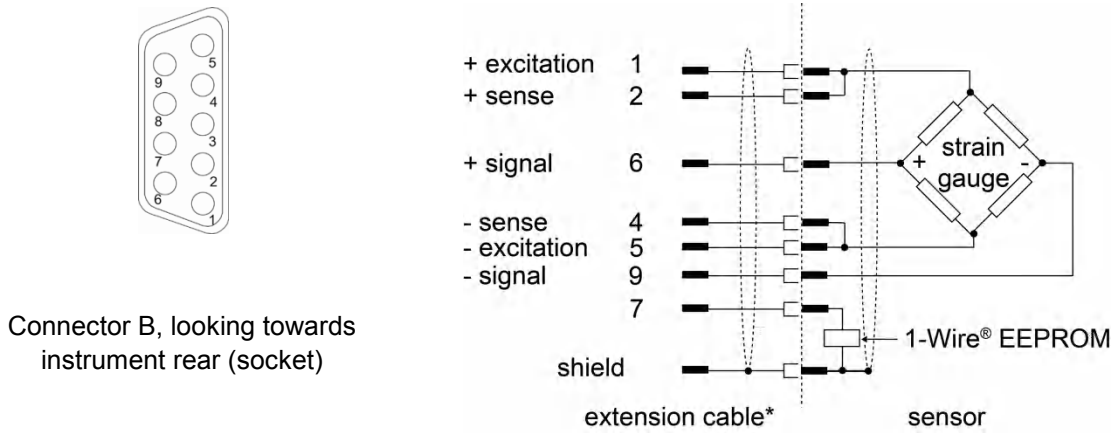 5
9
4
8
3
7
2
6
1
Connector B, looking towards
instrument rear (socket)
+ excitation 1
+ sense 2
+ signal 6
- sense 4
- excitation 5
- signal 9
7
shield
extension cable*
sensor
+ strain -
gauge
1-Wire® EEPROM